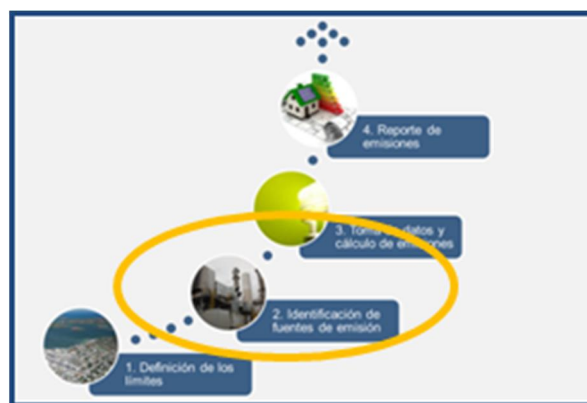 4. Reporte de
emisiones
3. Toma de datos y
cálculo de emisiones
2. Identificación de
fuentes de emisión
1. Definición de los
límites